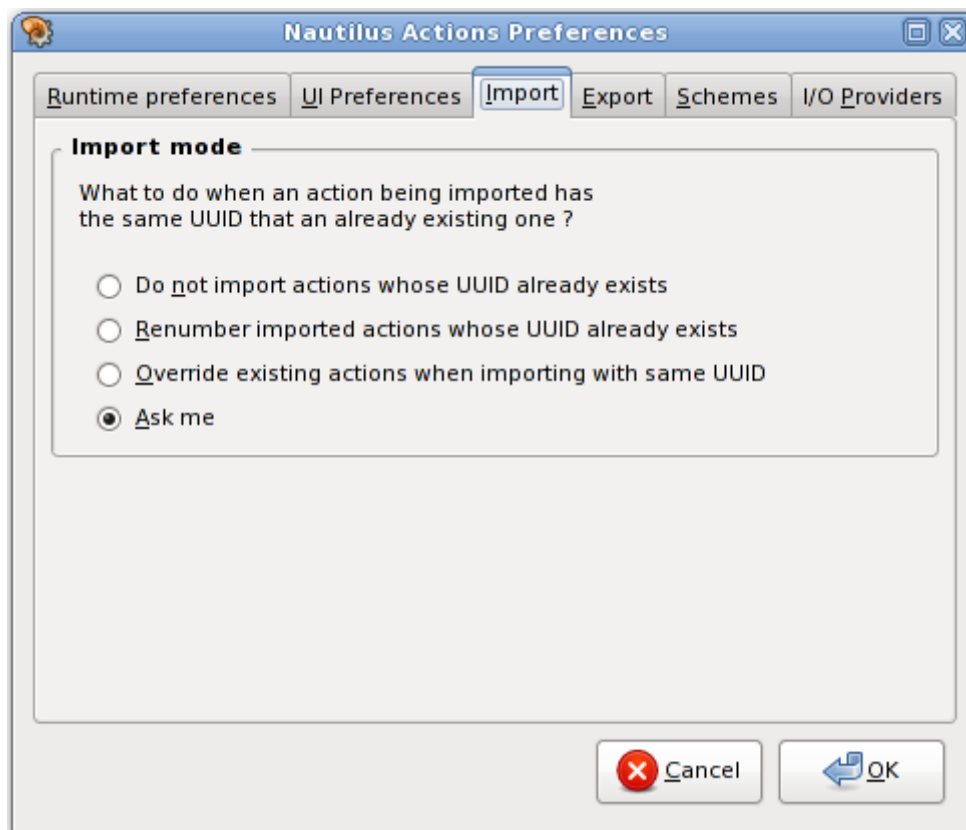 Nautilus Actions Preferences
Runtime preferences UI Preferences Import Export Schemes I/O Providers
Import mode
What to do when an action being imported has
the same UUID that an already existing one ?
Do not import actions whose UUID already exists
Renumber imported actions whose UUID already exists
Override existing actions when importing with same UUID
Ask me
Cancel OK